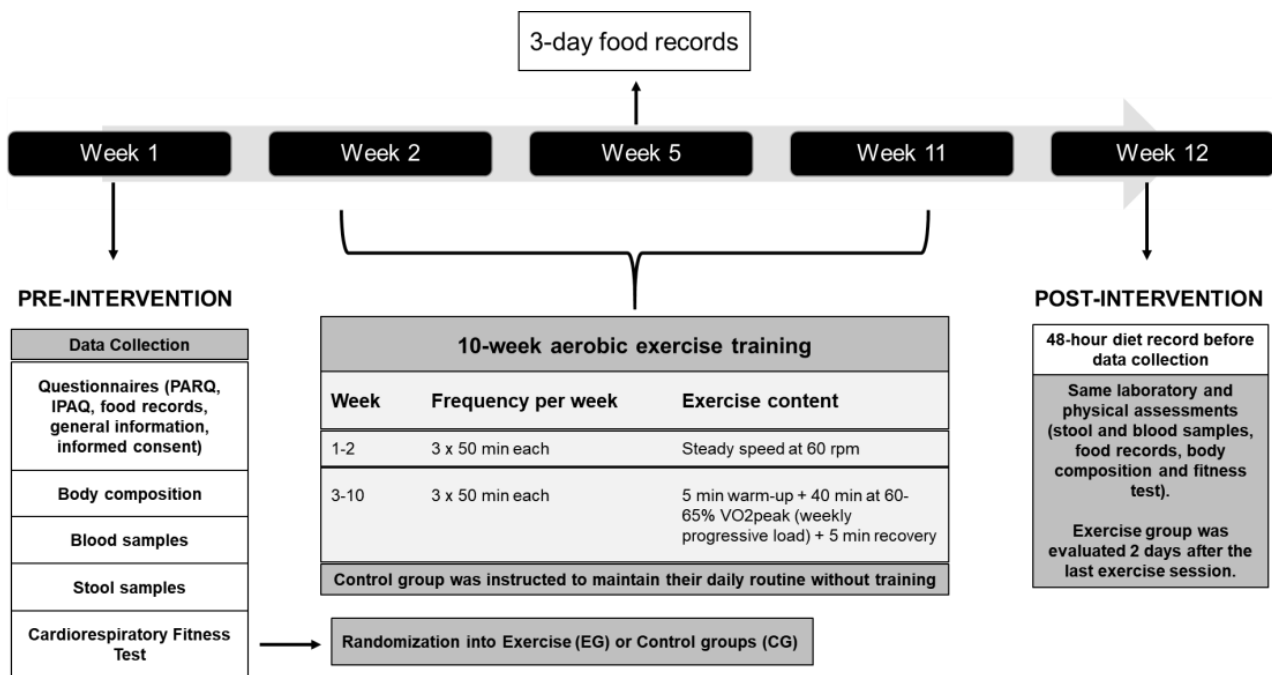 3-day food records
Week 1
Week 2
Week 5
Week 11
Week 12
PRE-INTERVENTION
Data Collection
Questionnaires (PARQ,
IPAQ, food records,
general information,
informed consent)
Body composition
Blood samples
Stool samples
Cardiorespiratory Fitness
Test
10-week aerobic exercise training
Week Frequency per week Exercise content
1-2 3 x 50 min each Steady speed at 60 rpm
3-10 3 x 50 min each 5 min warm-up + 40 min at 60-
65% VO2peak (weekly
progressive load) + 5 min recovery
Control group was instructed to maintain their daily routine without training
Randomization into Exercise (EG) or Control groups (CG)
POST-INTERVENTION
48-hour diet record before
data collection
Same laboratory and
physical assessments
(stool and blood samples,
food records, body
composition and fitness
test).
Exercise group was
evaluated 2 days after the
last exercise session.